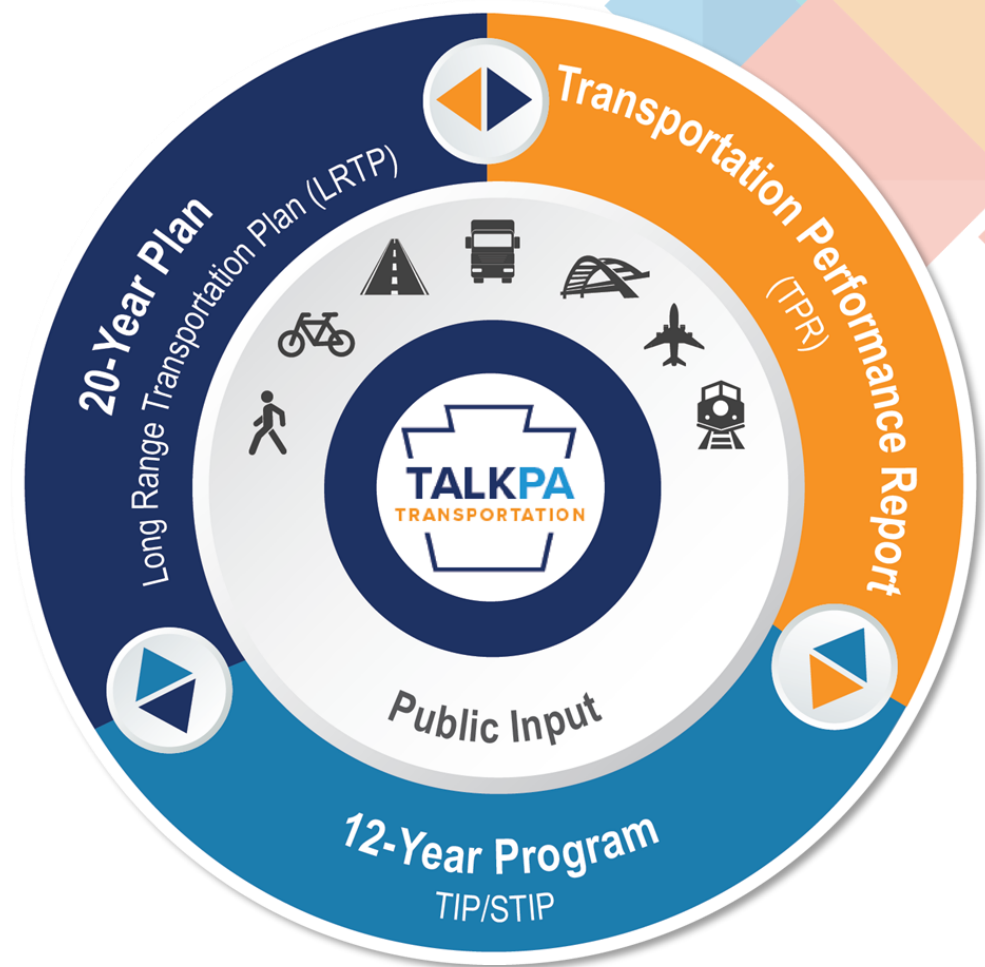 20-Year Plan
Long Range Transportation Plan (LRTP)
Transportation Performance Report
(TPR)
TALKPA
TRANSPORTATION
Public Input
12-Year Program
TIP/STIP